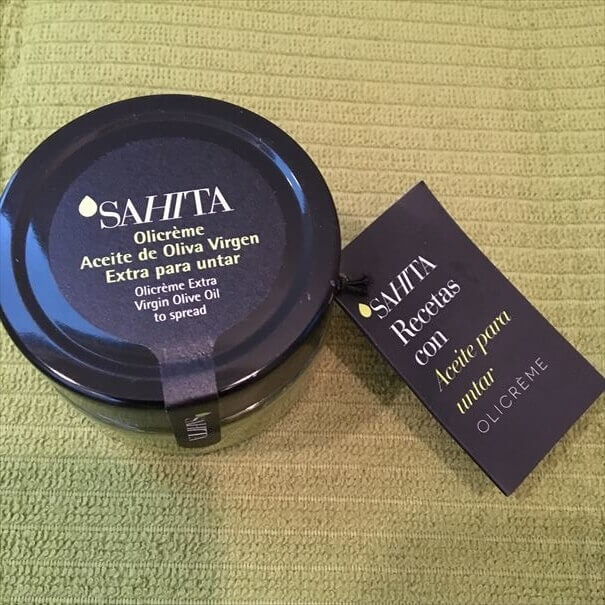 SAHITA
Olicrème
Aceite de Oliva Virgen
Extra para untar
Olicrème Extra
Virgin Olive Oil
to spread
SAHITA
Recetas
con
Aceite para
untar
OLICRÈME